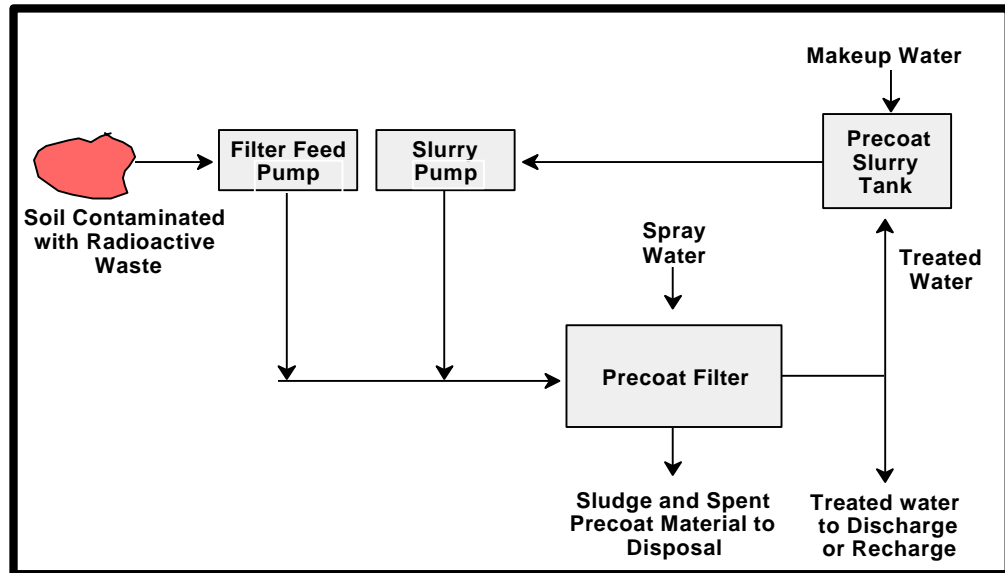 Makeup Water
Filter Feed
Pump
Slurry
Pump
Precoat
Slurry
Tank
Soil Contaminated
with Radioactive
Waste
Spray
Water
Treated
Water
Precoat Filter
Sludge and Spent
Precoat Material to
Disposal
Treated water
to Discharge
or Recharge